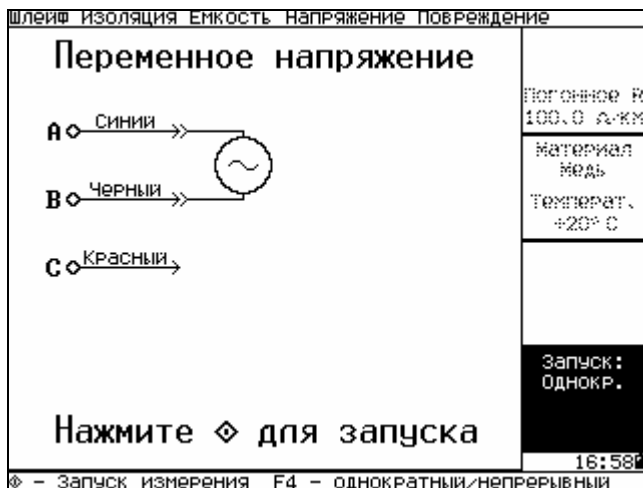 Шлейф Изоляция Емкость Напряжение Повреждение
Переменное напряжение
Погонное R
100.0 Ω/км
A Синий
Материал
Медь
B Черный
Температ.
+20° C
C Красный
Запуск:
Однокр.
Нажмите ⟐ для запуска
16:58
⟐ - Запуск измерения F4 - однократный/непрерывный